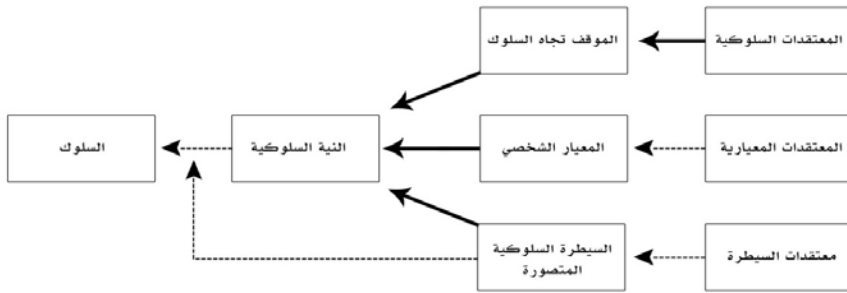 المعتقدات السلوكية
الموقف تجاه السلوك
المعتقدات المعيارية
المعيار الشخصي
النية السلوكية
السلوك
معتقدات السيطرة
السيطرة السلوكية
المتصورة